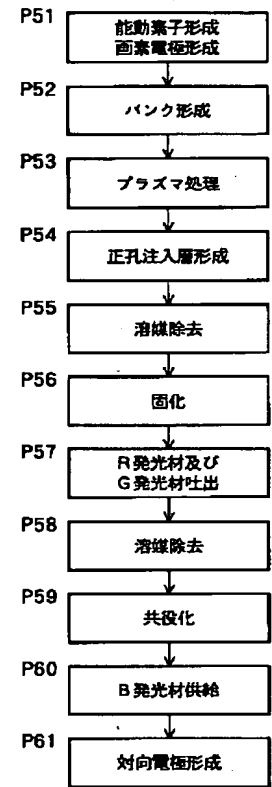 P51
能動素子形成
画素電極形成
P52
バンク形成
P53
プラズマ処理
P54
正孔注入層形成
P55
溶媒除去
P56
固化
P57
R発光材及び
G発光材吐出
P58
溶媒除去
P59
共役化
P60
B発光材供給
P61
対向電極形成